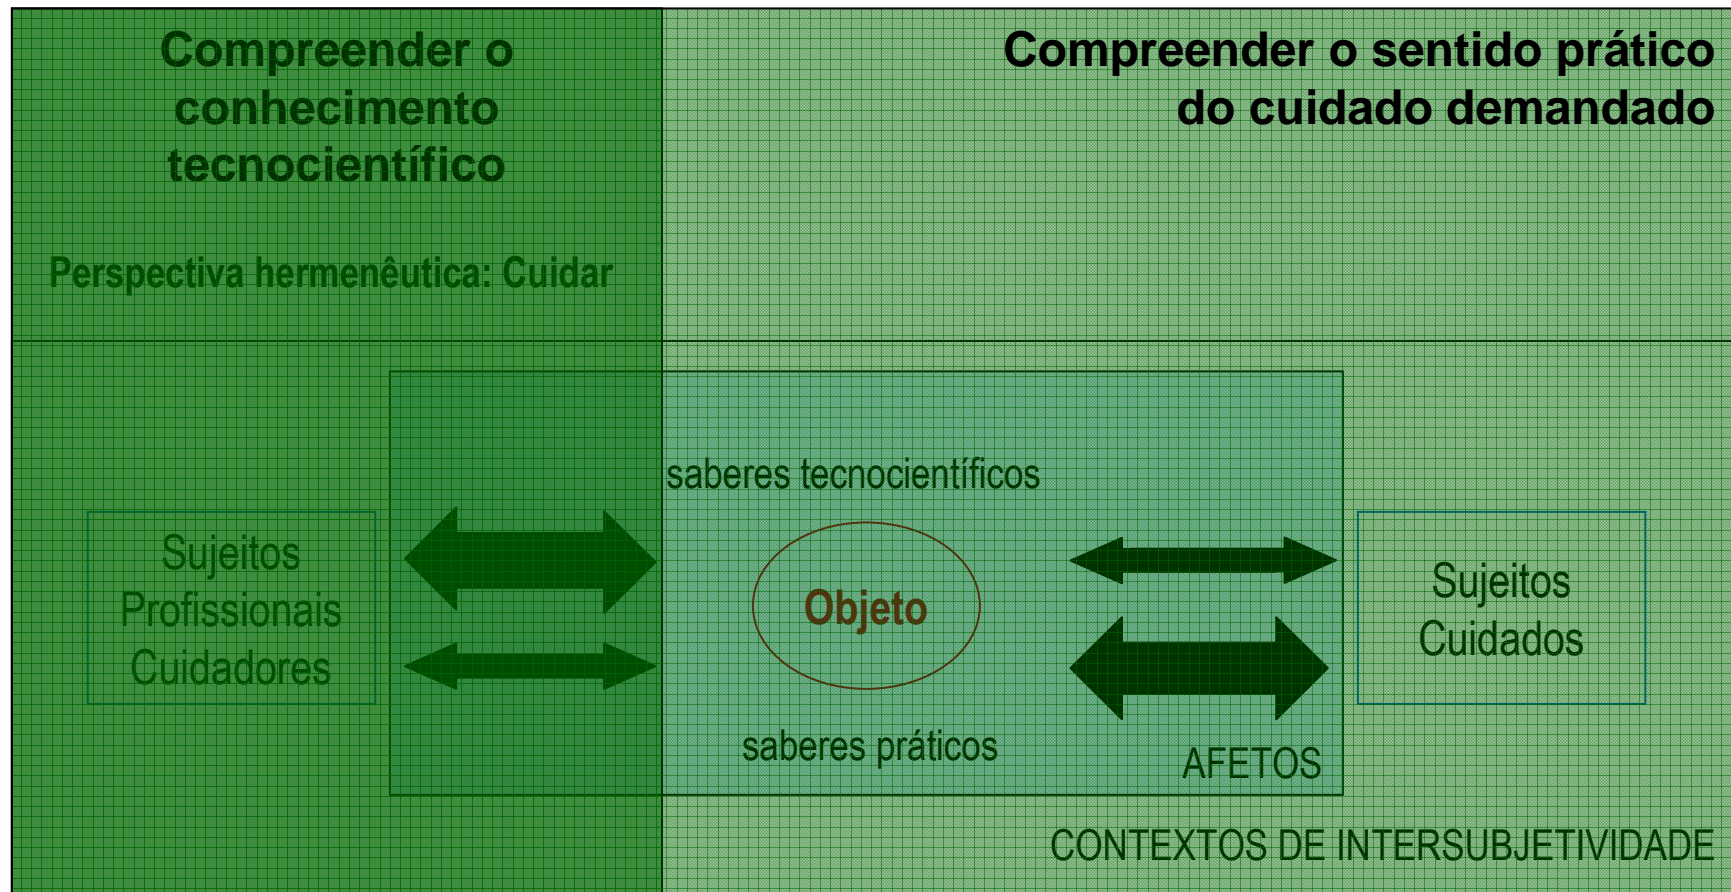 Compreender o
conhecimento
tecnocientífico
Compreender o sentido prático
do cuidado demandado
Perspectiva hermenêutica: Cuidar
saberes tecnocientíficos
Sujeitos
Profissionais
Cuidadores
Objeto
Sujeitos
Cuidados
saberes práticos
AFETOS
CONTEXTOS DE INTERSUBJETIVIDADE